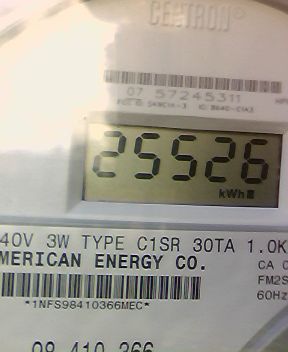 CENTRON®
07 57245311
25526
kWh
40V 3W TYPE C1SR 30TA 1.0K
MERICAN ENERGY CO.
CA 0
FM2S
60Hz
*1NFS98410366MEC*
98 410 366